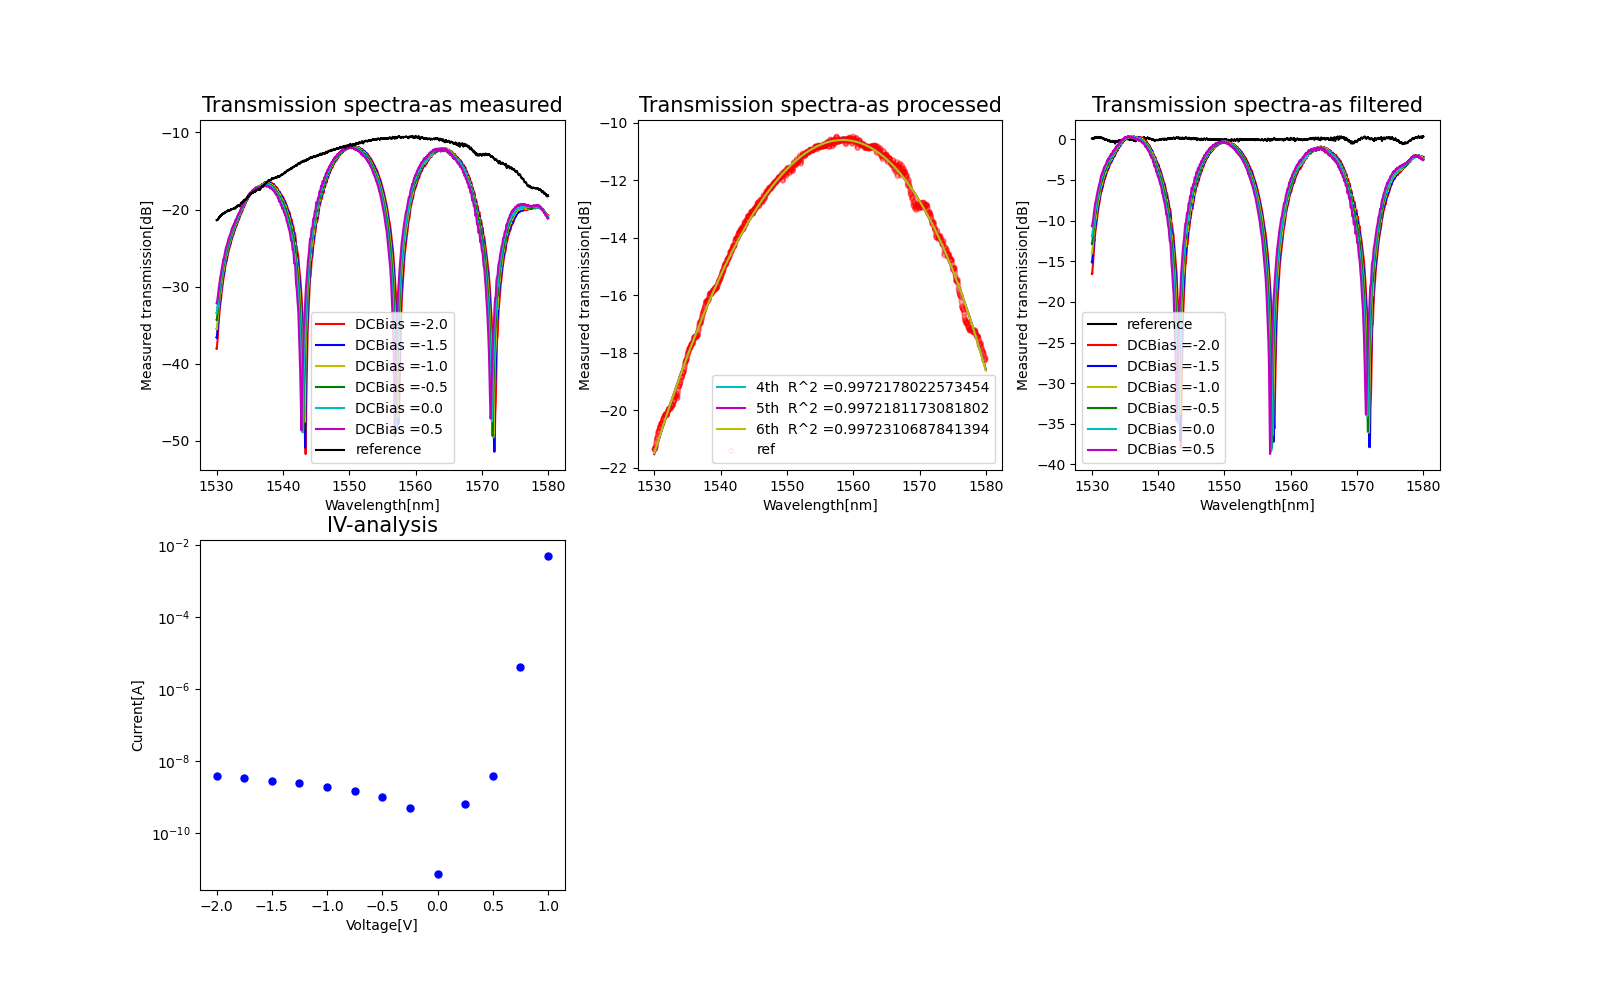 Transmission spectra-as measured
Measured transmission[dB]
−10
−20
−30
−40
−50
DCBias =-2.0
DCBias =-1.5
DCBias =-1.0
DCBias =-0.5
DCBias =0.0
DCBias =0.5
reference
1530 1540 1550 1560 1570 1580
Wavelength[nm]
Transmission spectra-as processed
Measured transmission[dB]
−10
−12
−14
−16
−18
−20
−22
4th R^2 =0.9972178022573454
5th R^2 =0.9972181173081802
6th R^2 =0.9972310687841394
ref
1530 1540 1550 1560 1570 1580
Wavelength[nm]
Transmission spectra-as filtered
Measured transmission[dB]
0
−5
−10
−15
−20
−25
−30
−35
−40
reference
DCBias =-2.0
DCBias =-1.5
DCBias =-1.0
DCBias =-0.5
DCBias =0.0
DCBias =0.5
1530 1540 1550 1560 1570 1580
Wavelength[nm]
IV-analysis
Current[A]
10⁻²
10⁻⁴
10⁻⁶
10⁻⁸
10⁻¹⁰
−2.0 −1.5 −1.0 −0.5 0.0 0.5 1.0
Voltage[V]